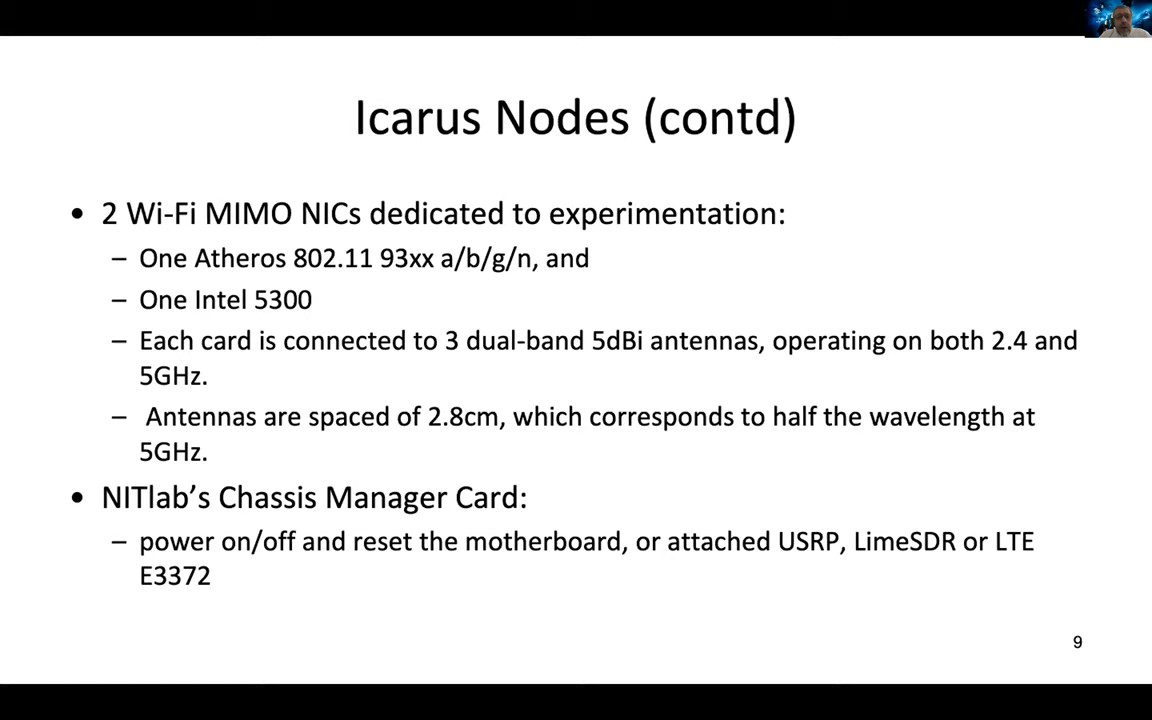 Icarus Nodes (contd)
• 2 Wi-Fi MIMO NICs dedicated to experimentation:
– One Atheros 802.11 93xx a/b/g/n, and
– One Intel 5300
– Each card is connected to 3 dual-band 5dBi antennas, operating on both 2.4 and
5GHz.
– Antennas are spaced of 2.8cm, which corresponds to half the wavelength at
5GHz.
• NITlab’s Chassis Manager Card:
– power on/off and reset the motherboard, or attached USRP, LimeSDR or LTE
E3372
9